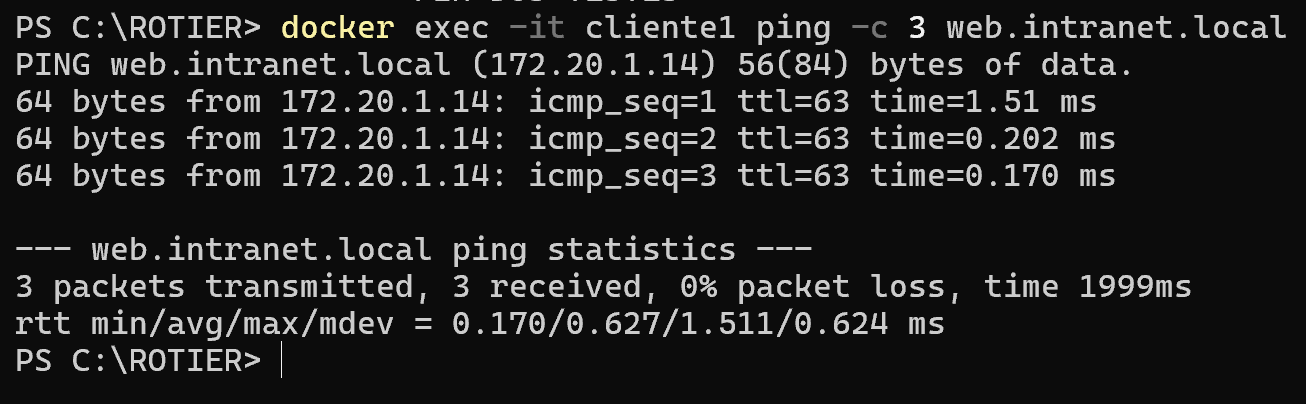 PS C:\ROTIER> docker exec -it cliente1 ping -c 3 web.intranet.local
PING web.intranet.local (172.20.1.14) 56(84) bytes of data.
64 bytes from 172.20.1.14: icmp_seq=1 ttl=63 time=1.51 ms
64 bytes from 172.20.1.14: icmp_seq=2 ttl=63 time=0.202 ms
64 bytes from 172.20.1.14: icmp_seq=3 ttl=63 time=0.170 ms
--- web.intranet.local ping statistics ---
3 packets transmitted, 3 received, 0% packet loss, time 1999ms
rtt min/avg/max/mdev = 0.170/0.627/1.511/0.624 ms
PS C:\ROTIER>